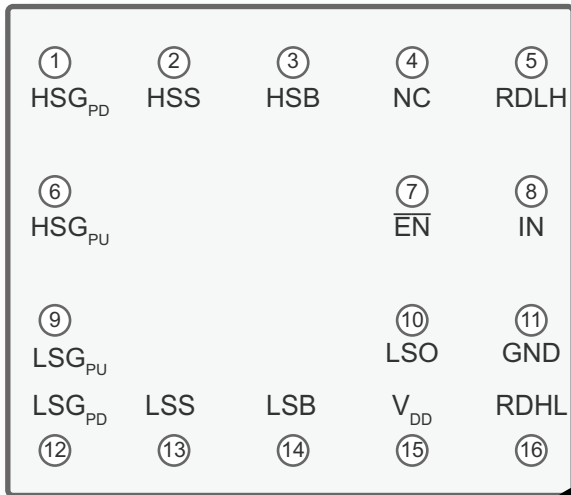 1 2 3 4 5
HSGPD HSS HSB NC RDLH
6 7 8
HSGPU EN IN
9 10 11
LSGPU LSO GND
LSGPD LSS LSB VDD RDHL
12 13 14 15 16